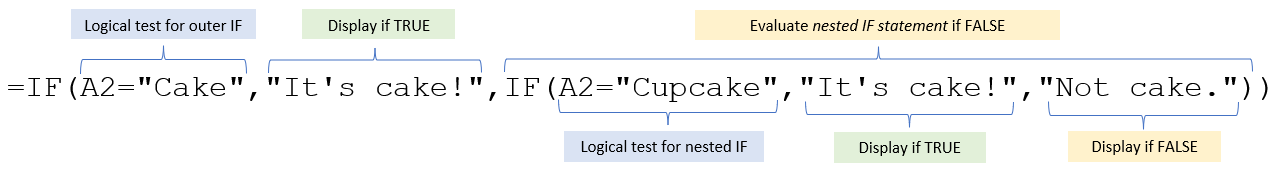 Logical test for outer IF
Display if TRUE
Evaluate nested IF statement if FALSE
=IF(A2="Cake","It's cake!",IF(A2="Cupcake","It's cake!","Not cake."))
Logical test for nested IF
Display if TRUE
Display if FALSE